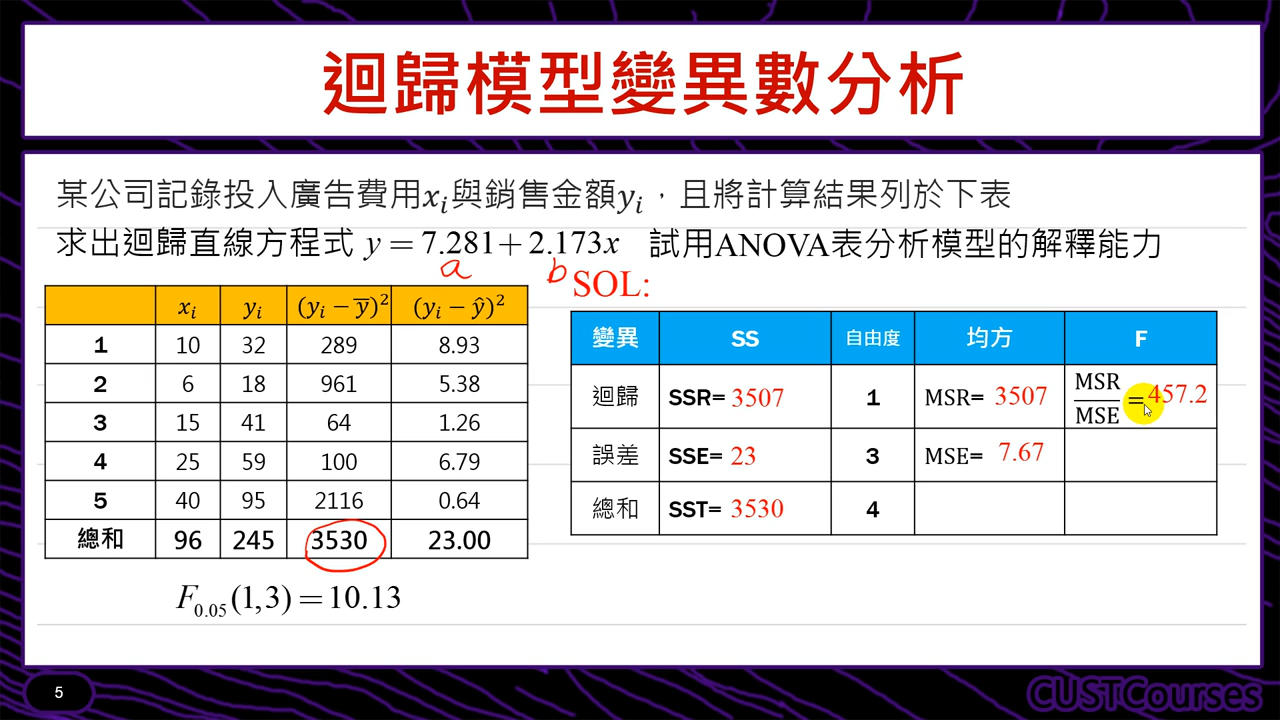 迴歸模型變異數分析
某公司記錄投入廣告費用xᵢ與銷售金額yᵢ，且將計算結果列於下表
求出迴歸直線方程式 y = 7.281 + 2.173x 試用ANOVA表分析模型的解釋能力
a b SOL:
xᵢ yᵢ (yᵢ − y̅)² (yᵢ − ŷ)²
1 10 32 289 8.93
2 6 18 961 5.38
3 15 41 64 1.26
4 25 59 100 6.79
5 40 95 2116 0.64
總和 96 245 3530 23.00
F₀.₀₅(1,3) = 10.13
變異 SS 自由度 均方 F
迴歸 SSR= 3507 1 MSR= 3507 MSR/MSE = 457.2
誤差 SSE= 23 3 MSE= 7.67
總和 SST= 3530 4
5
CUSTCourses